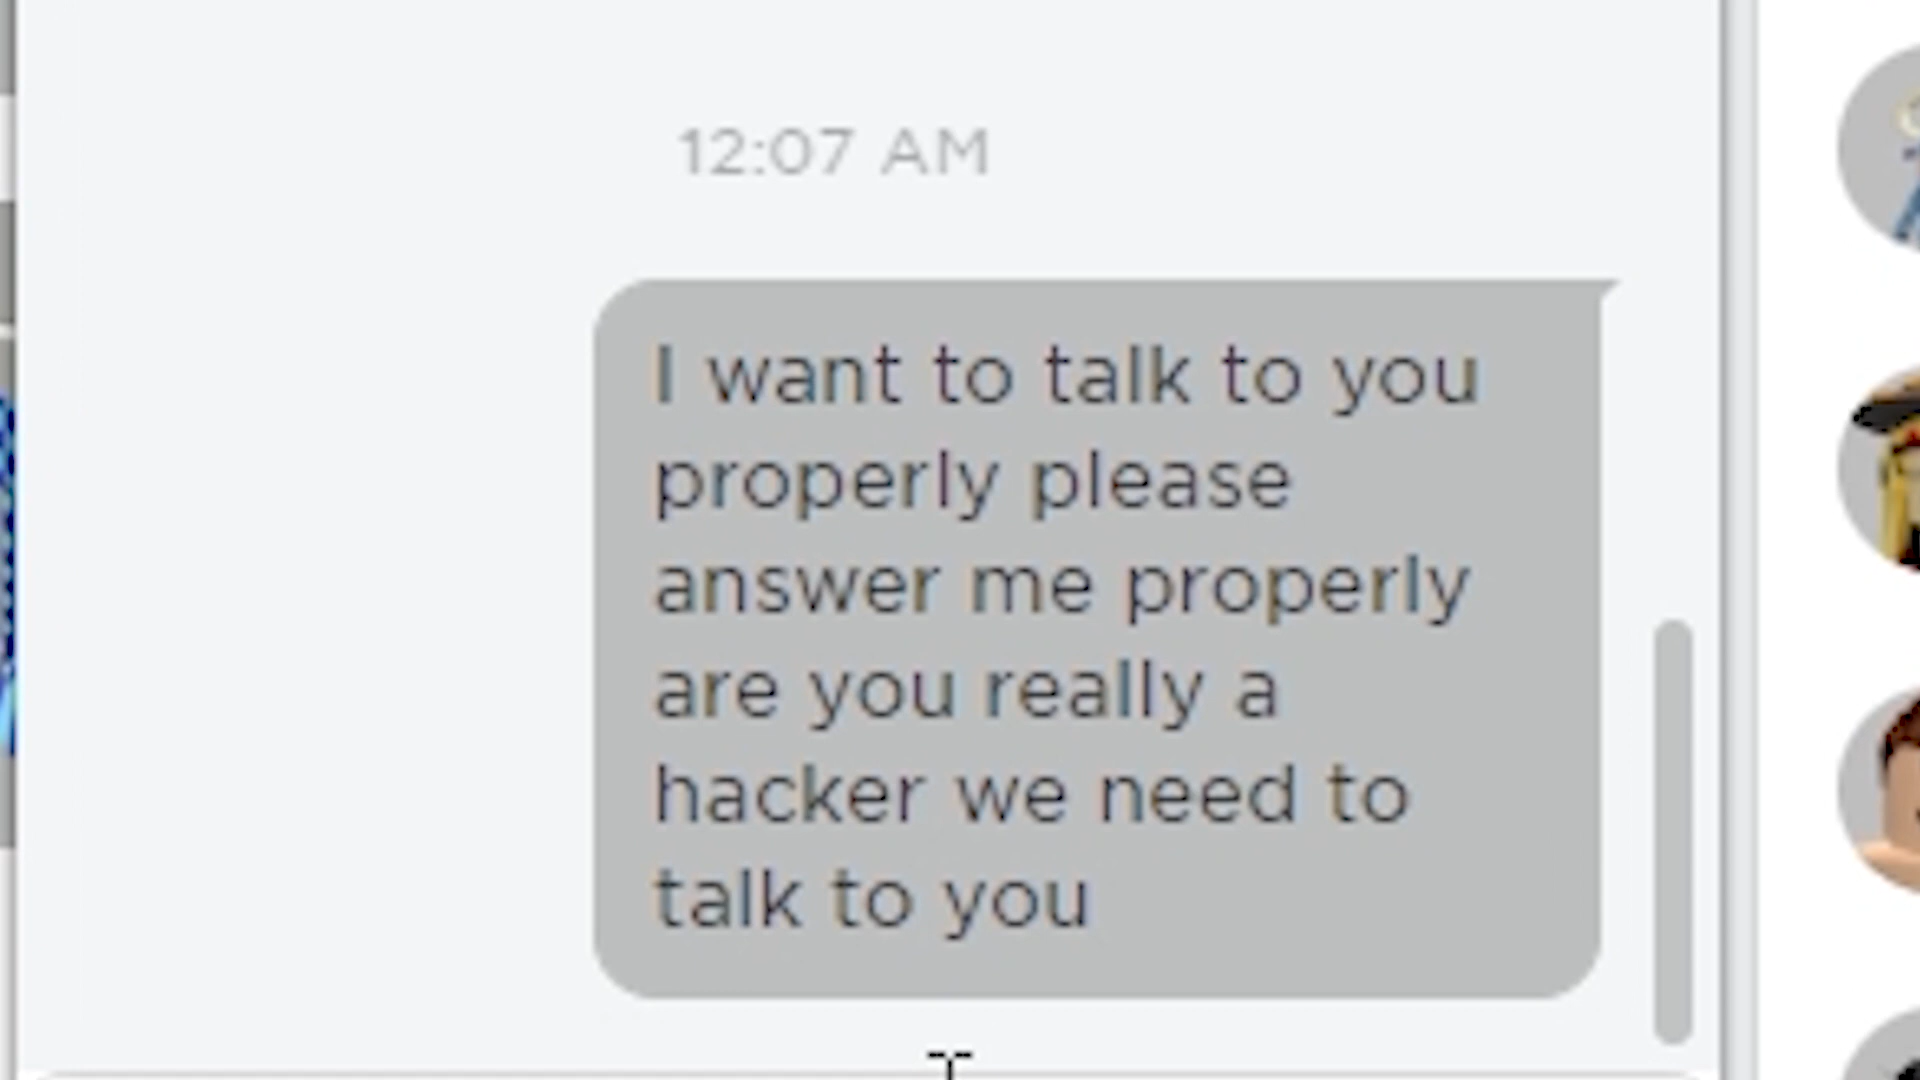 12:07 AM
I want to talk to you
properly please
answer me properly
are you really a
hacker we need to
talk to you